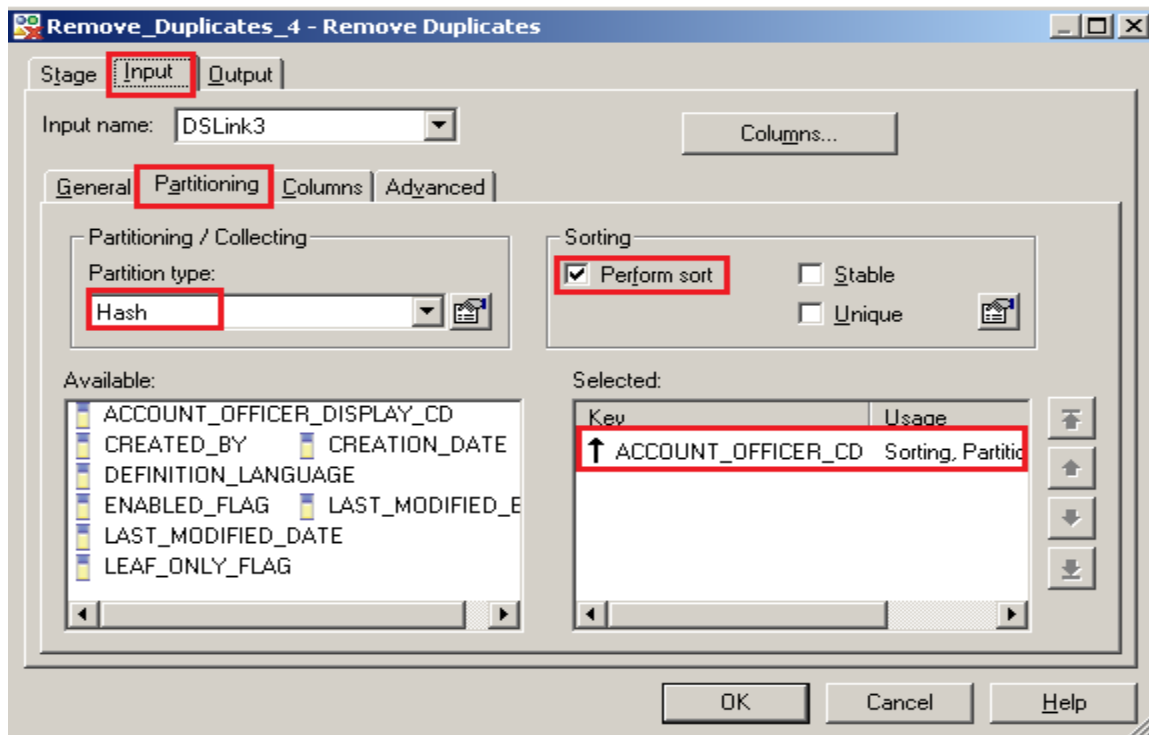 Remove_Duplicates_4 - Remove Duplicates
Stage Input Output
Input name: DSLink3 Columns...
General Partitioning Columns Advanced
Partitioning / Collecting Sorting
Partition type: Perform sort Stable
Hash Unique
Available: Selected:
ACCOUNT_OFFICER_DISPLAY_CD Key Usage
CREATED_BY CREATION_DATE ACCOUNT_OFFICER_CD Sorting, Partitio
DEFINITION_LANGUAGE
ENABLED_FLAG LAST_MODIFIED_E
LAST_MODIFIED_DATE
LEAF_ONLY_FLAG
OK Cancel Help